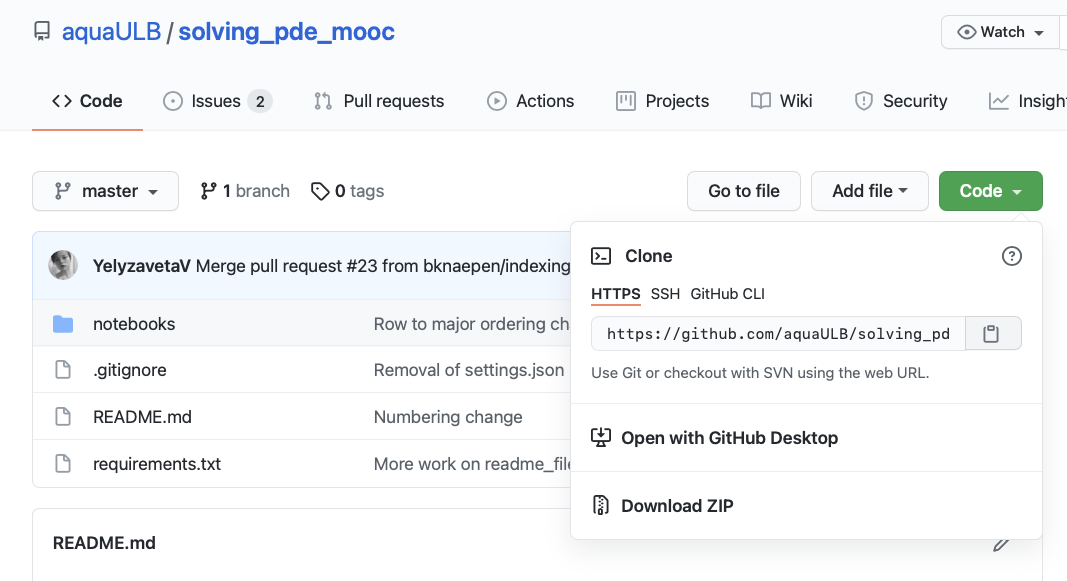 aquaULB / solving_pde_mooc
Watch
Code Issues 2 Pull requests Actions Projects Wiki Security Insigh
master 1 branch 0 tags Go to file Add file Code
YelyzavetaV Merge pull request #23 from bknaepen/indexing
notebooks Row to major ordering ch
.gitignore Removal of settings.json
README.md Numbering change
requirements.txt More work on readme_file
README.md
Clone
HTTPS SSH GitHub CLI
https://github.com/aquaULB/solving_pd
Use Git or checkout with SVN using the web URL.
Open with GitHub Desktop
Download ZIP